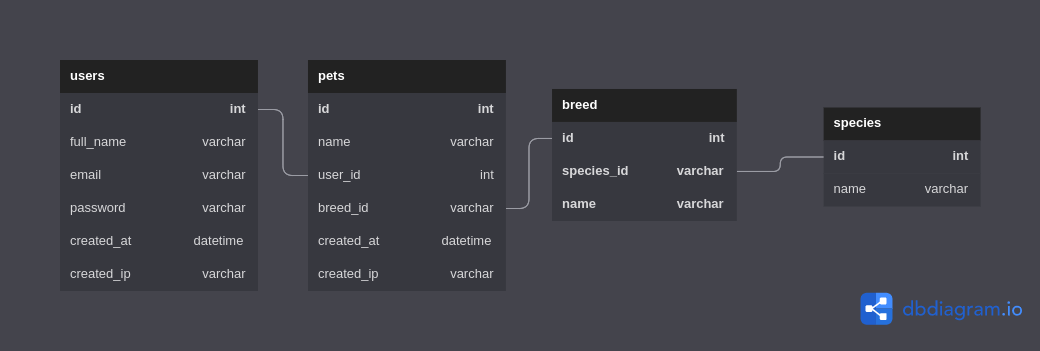 users
id int
full_name varchar
email varchar
password varchar
created_at datetime
created_ip varchar
pets
id int
name varchar
user_id int
breed_id varchar
created_at datetime
created_ip varchar
breed
id int
species_id varchar
name varchar
species
id int
name varchar
dbdiagram.io